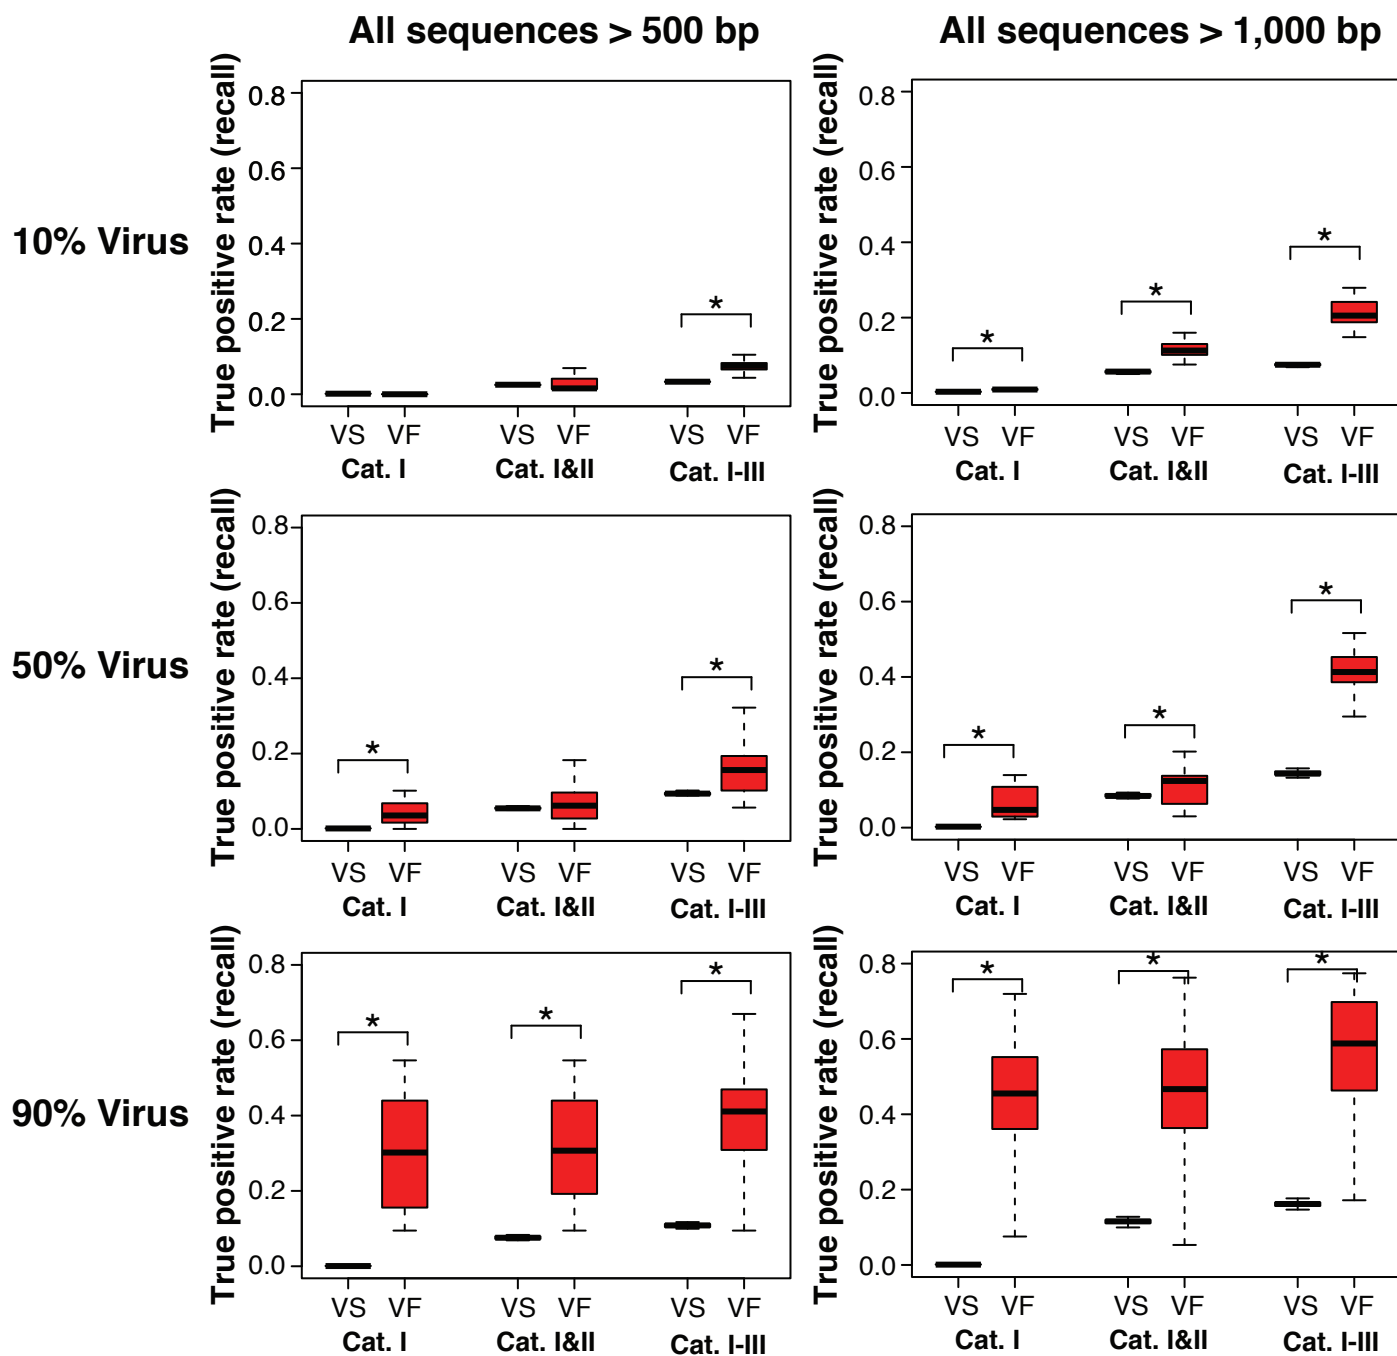 All sequences > 500 bp
All sequences > 1,000 bp
10% Virus
True positive rate (recall)
0.8
0.6
0.4
0.2
0.0
*
VS VF VS VF VS VF
Cat. I Cat. I&II Cat. I-III
True positive rate (recall)
0.8
0.6
0.4
0.2
0.0
* * *
VS VF VS VF VS VF
Cat. I Cat. I&II Cat. I-III
50% Virus
True positive rate (recall)
0.8
0.6
0.4
0.2
0.0
* *
VS VF VS VF VS VF
Cat. I Cat. I&II Cat. I-III
True positive rate (recall)
0.8
0.6
0.4
0.2
0.0
* * *
VS VF VS VF VS VF
Cat. I Cat. I&II Cat. I-III
90% Virus
True positive rate (recall)
0.8
0.6
0.4
0.2
0.0
* * *
VS VF VS VF VS VF
Cat. I Cat. I&II Cat. I-III
True positive rate (recall)
0.8
0.6
0.4
0.2
0.0
* * *
VS VF VS VF VS VF
Cat. I Cat. I&II Cat. I-III